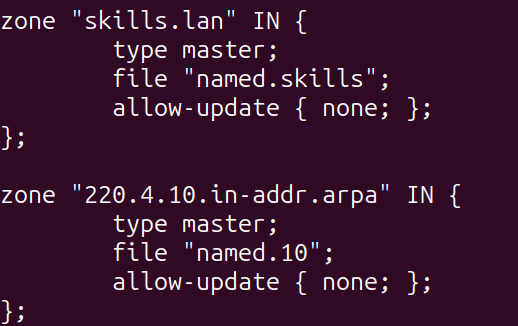 zone "skills.lan" IN {
        type master;
        file "named.skills";
        allow-update { none; };
};

zone "220.4.10.in-addr.arpa" IN {
        type master;
        file "named.10";
        allow-update { none; };
};